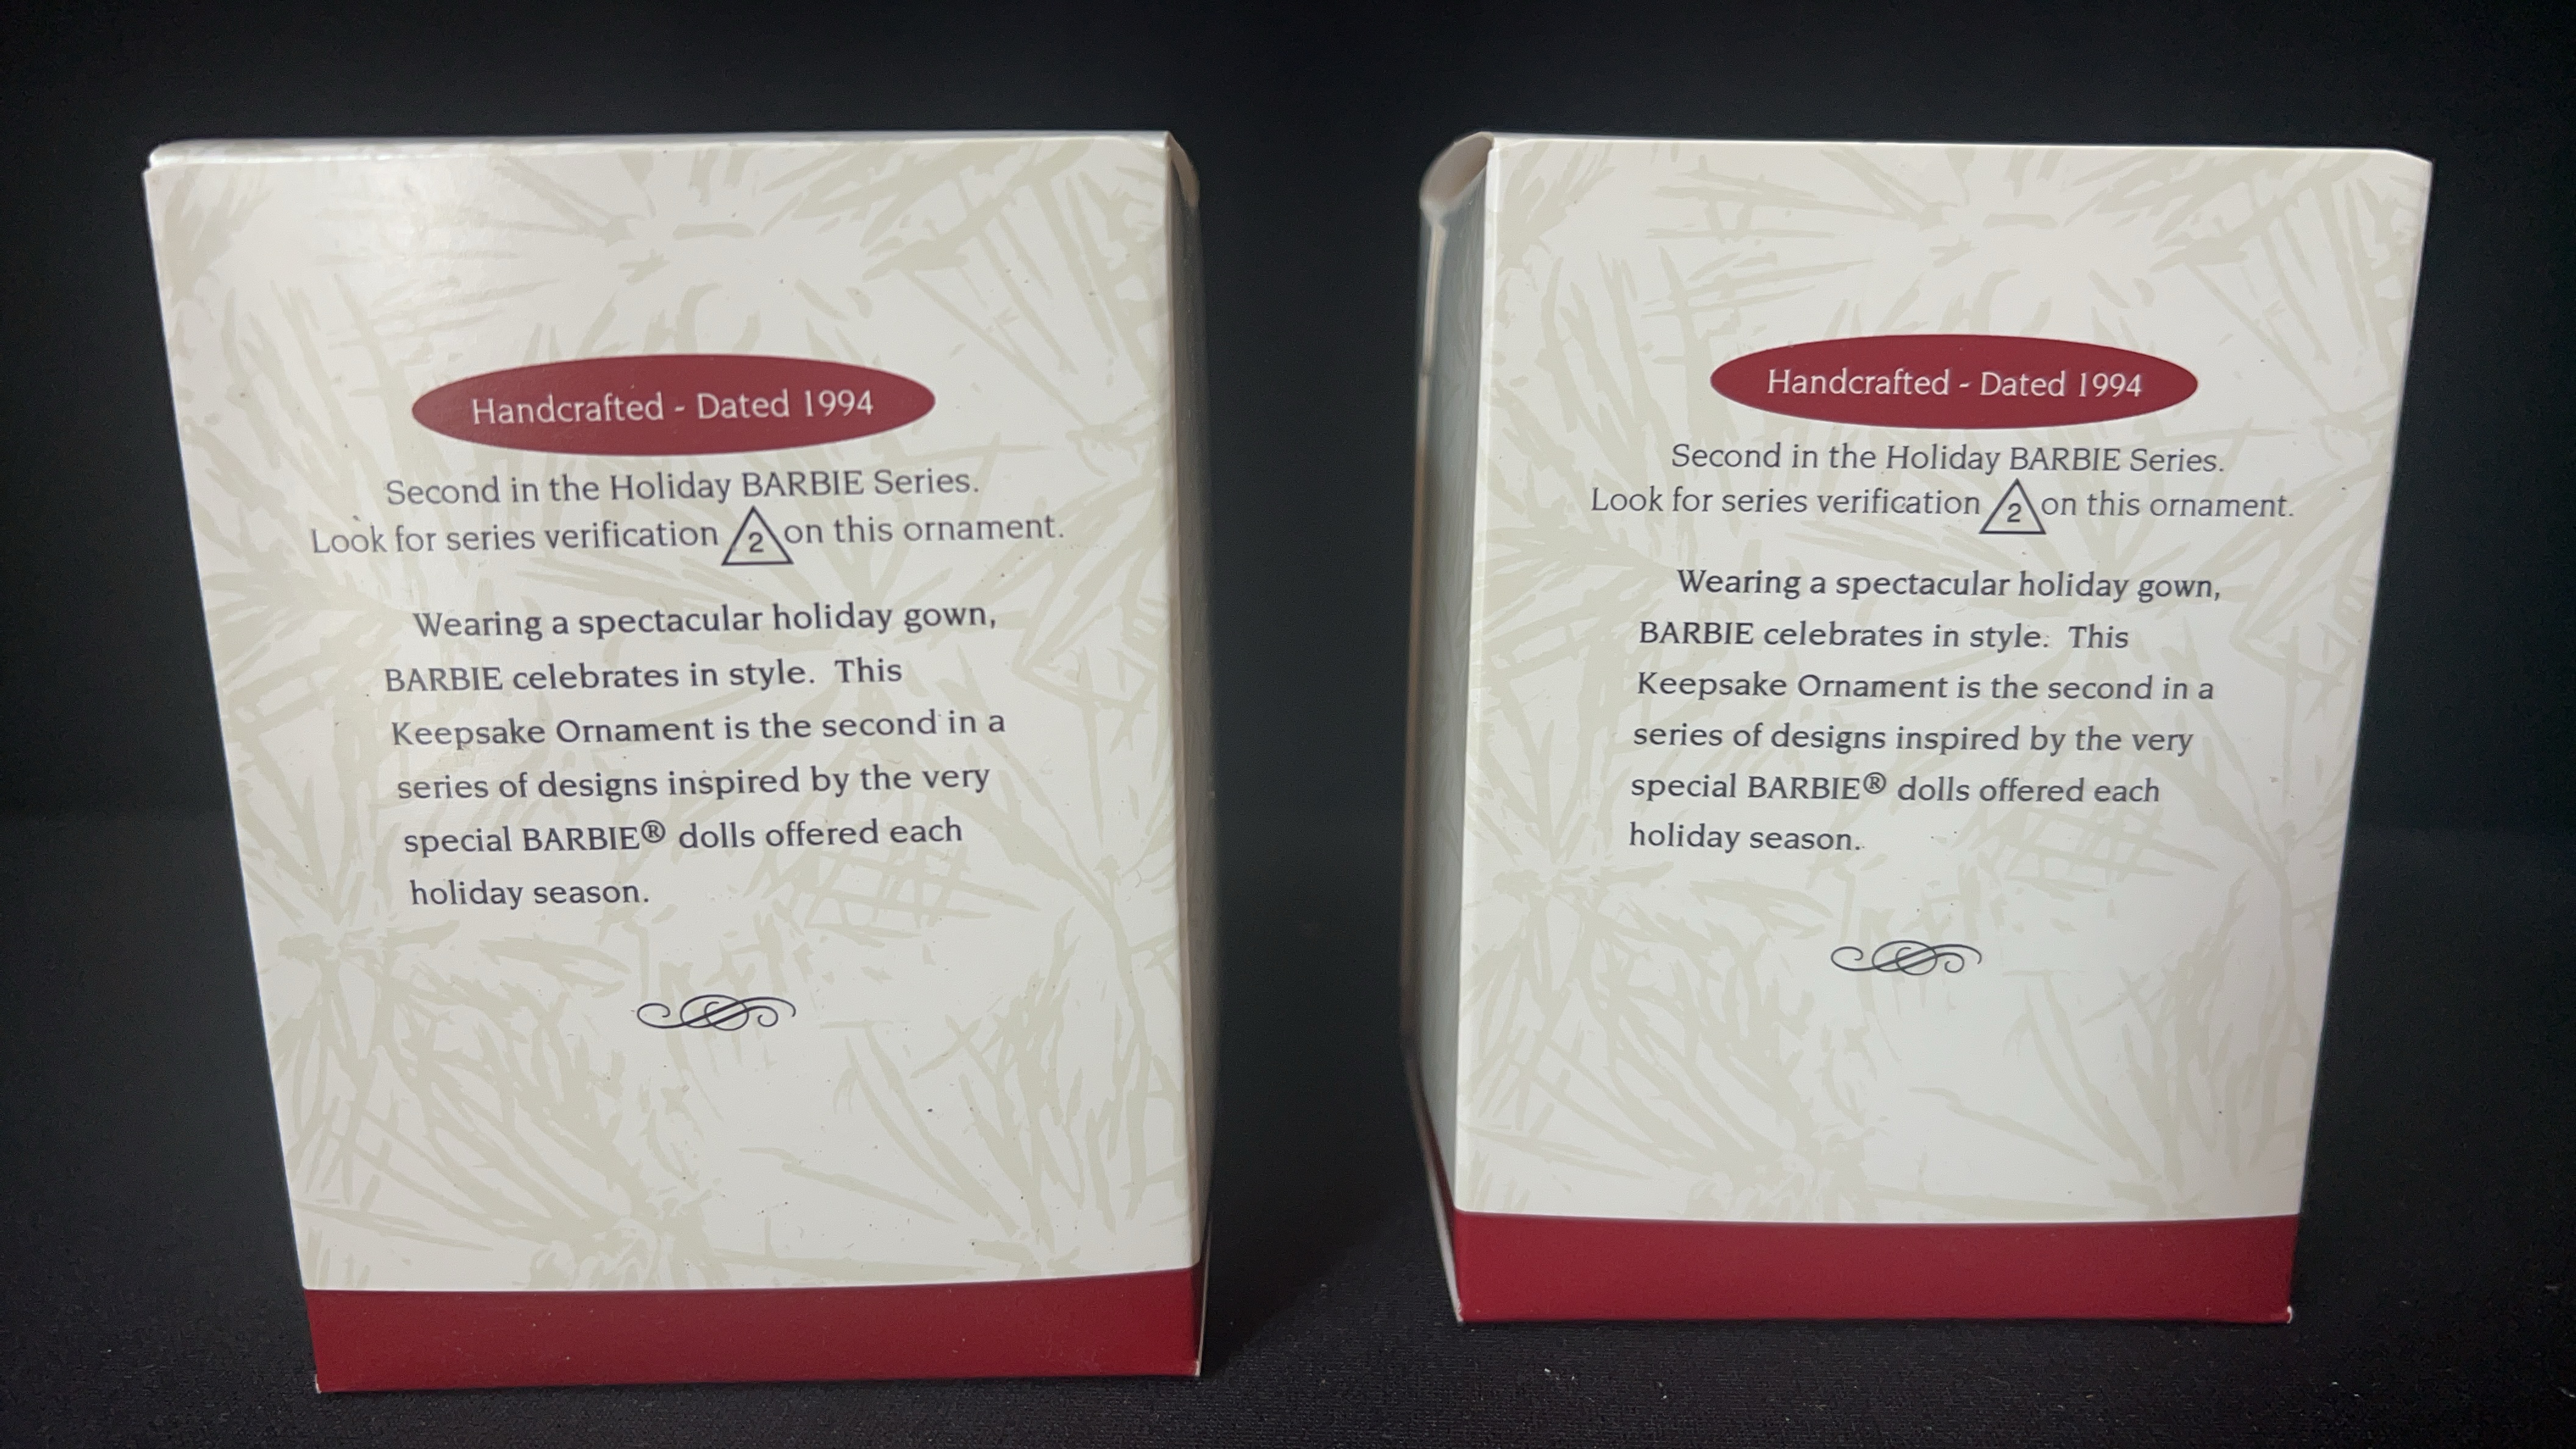 Handcrafted - Dated 1994
Second in the Holiday BARBIE Series.
Look for series verification 2 on this ornament.
Wearing a spectacular holiday gown,
BARBIE celebrates in style. This
Keepsake Ornament is the second in a
series of designs inspired by the very
special BARBIE® dolls offered each
holiday season.
Handcrafted - Dated 1994
Second in the Holiday BARBIE Series.
Look for series verification 2 on this ornament.
Wearing a spectacular holiday gown,
BARBIE celebrates in style. This
Keepsake Ornament is the second in a
series of designs inspired by the very
special BARBIE® dolls offered each
holiday season.